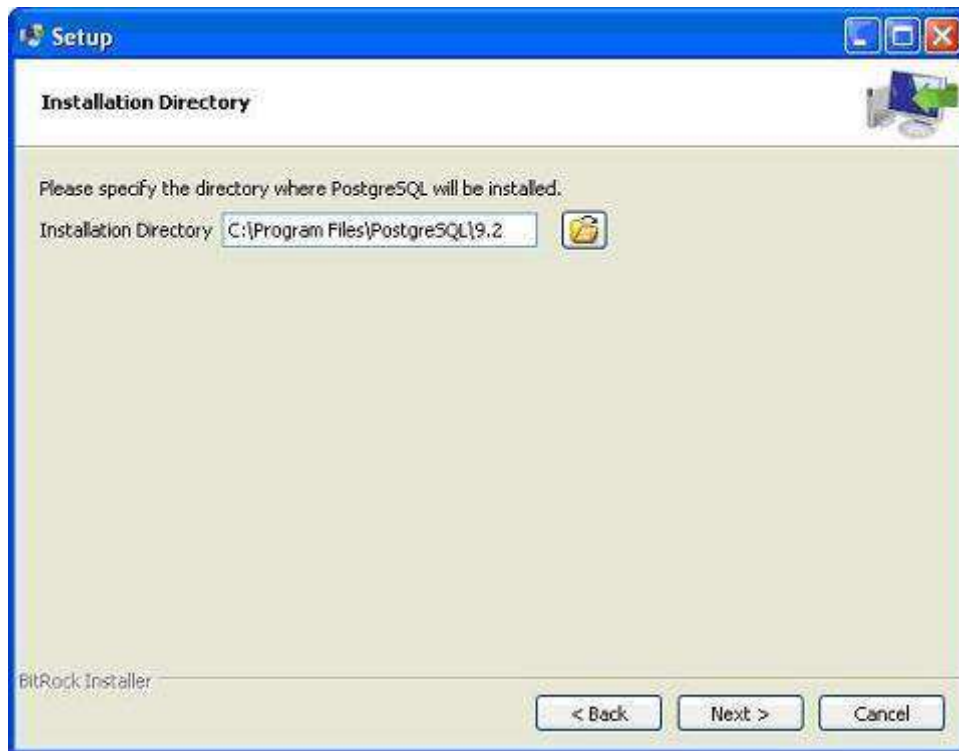 Setup
Installation Directory
Please specify the directory where PostgreSQL will be installed.
Installation Directory C:\Program Files\PostgreSQL\9.2
BitRock Installer
< Back Next > Cancel